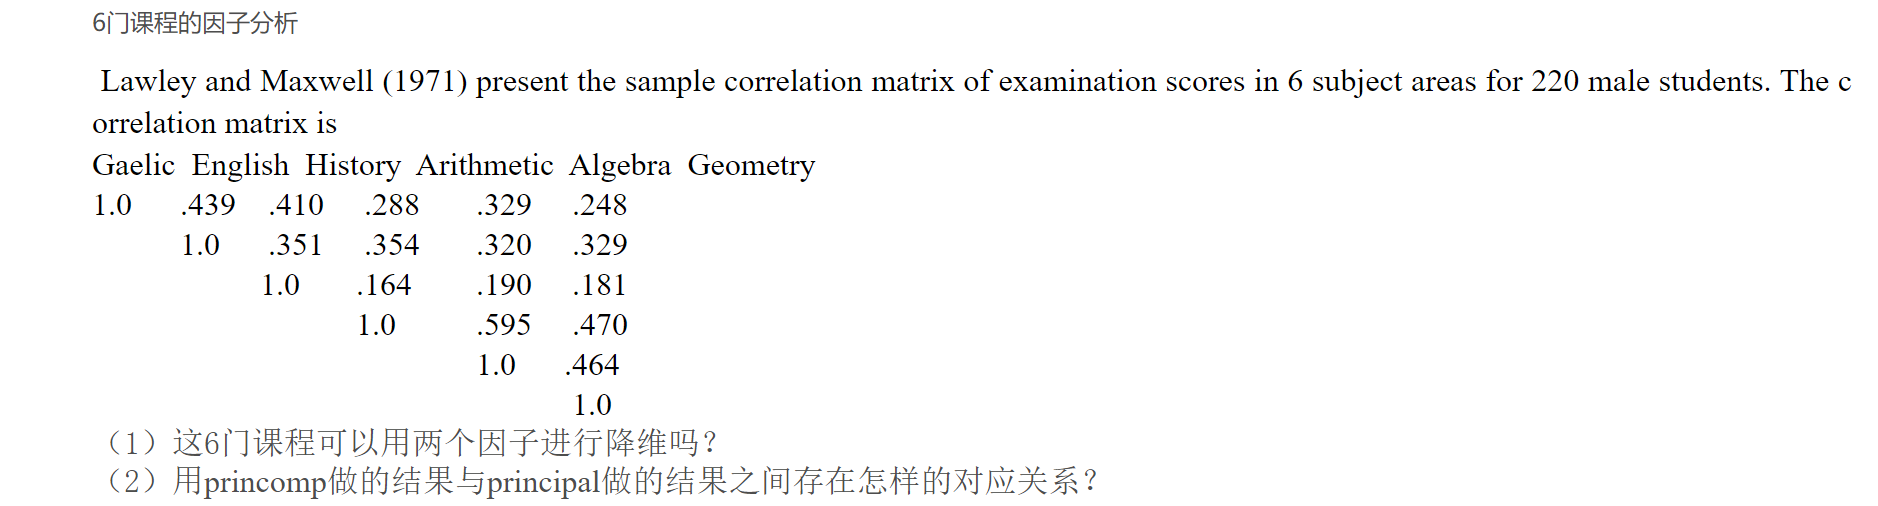 6门课程的因子分析
Lawley and Maxwell (1971) present the sample correlation matrix of examination scores in 6 subject areas for 220 male students. The c
orrelation matrix is
Gaelic English History Arithmetic Algebra Geometry
1.0 .439 .410 .288 .329 .248
1.0 .351 .354 .320 .329
1.0 .164 .190 .181
1.0 .595 .470
1.0 .464
1.0
（1）这6门课程可以用两个因子进行降维吗？
（2）用princomp做的结果与principal做的结果之间存在怎样的对应关系？